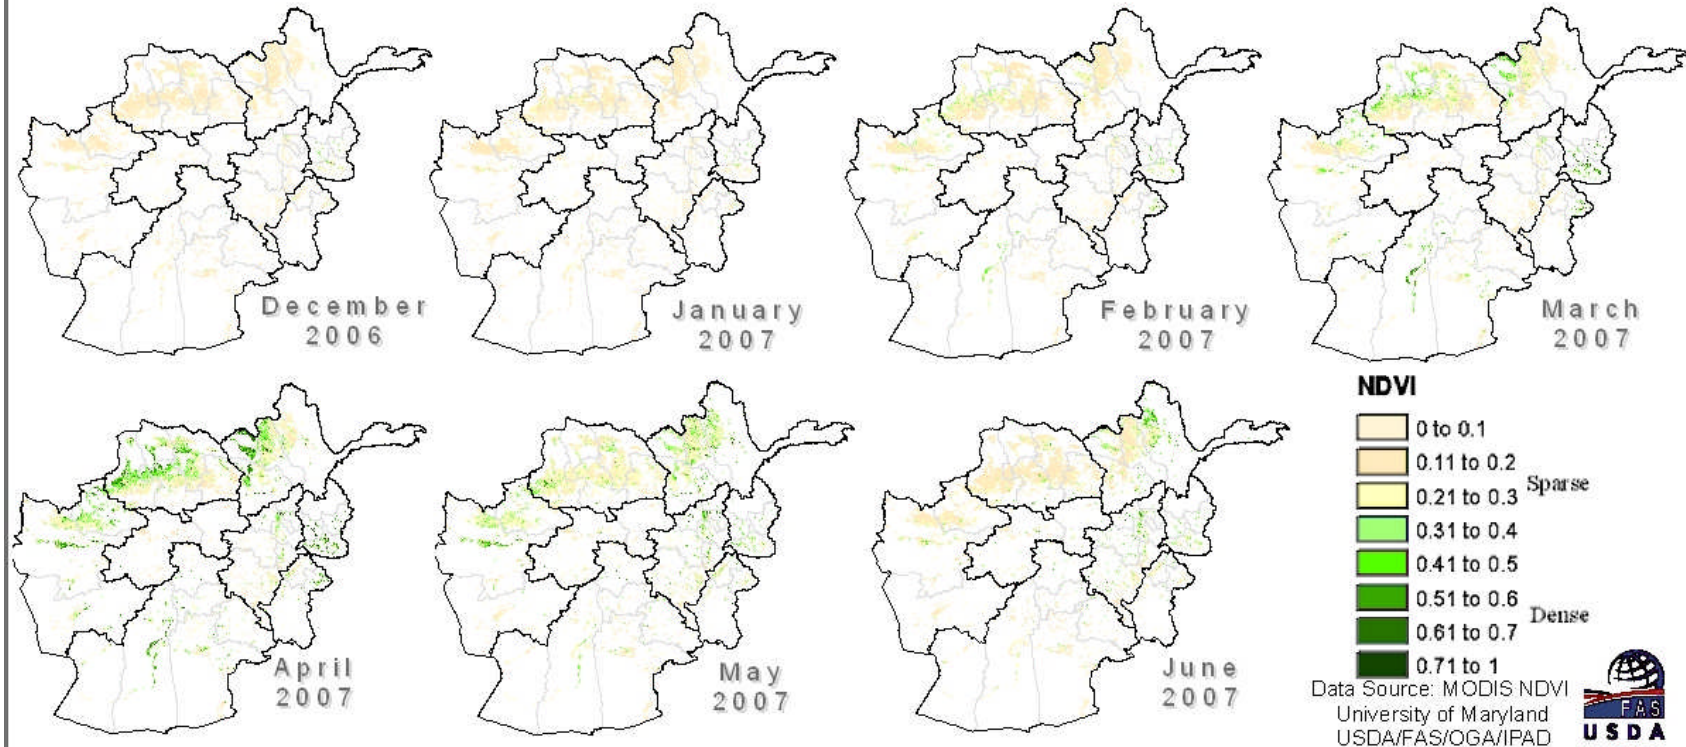 December
2006
January
2007
February
2007
March
2007
April
2007
May
2007
June
2007
NDVI
0 to 0.1
0.11 to 0.2
0.21 to 0.3
Sparse
0.31 to 0.4
0.41 to 0.5
0.51 to 0.6
Dense
0.61 to 0.7
0.71 to 1
Data Source: MODIS NDVI
University of Maryland
USDA/FAS/OGA/IPAD
FAS
USDA